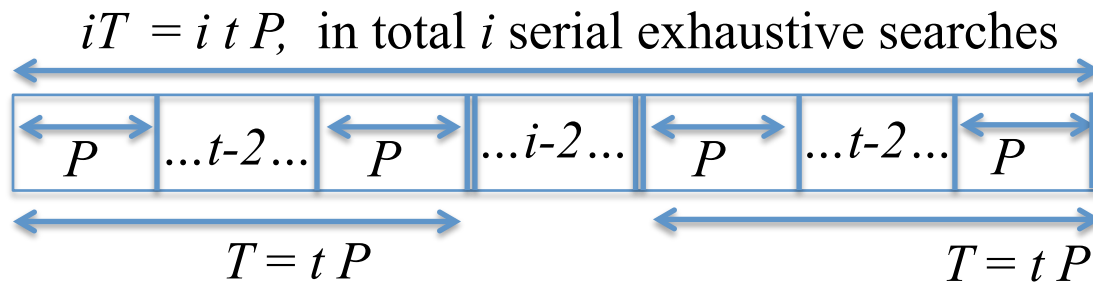 iT = i t P, in total i serial exhaustive searches
P ...t-2... P ...i-2... P ...t-2... P
T = t P T = t P